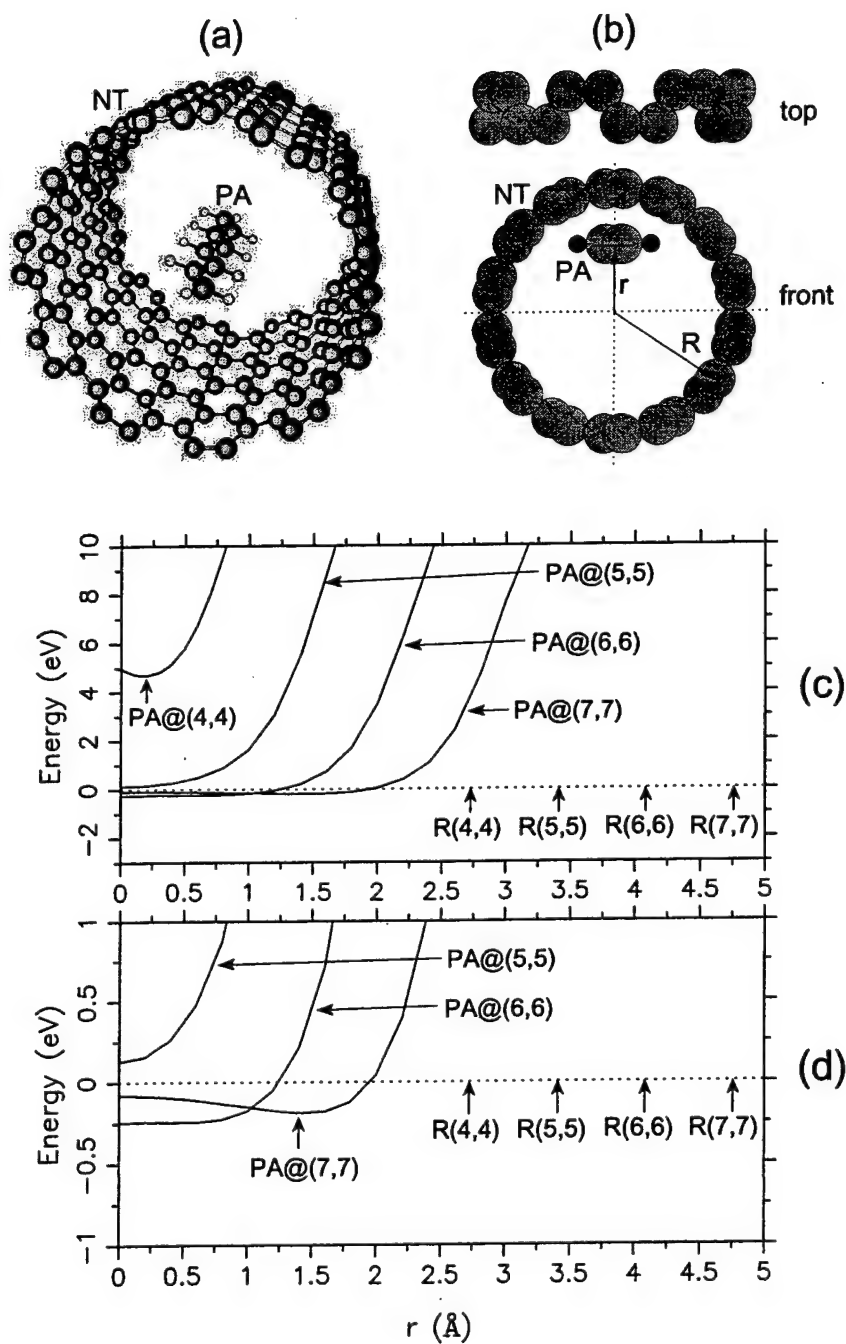 (a)
NT
PA
(b)
top
NT
PA
r
R
front
10
8
6
4
2
0
−2
Energy (eV)
PA@(5,5)
PA@(6,6)
PA@(7,7)
PA@(4,4)
R(4,4) R(5,5) R(6,6) R(7,7)
(c)
0 0.5 1 1.5 2 2.5 3 3.5 4 4.5 5
1
0.5
0
−0.5
−1
Energy (eV)
PA@(5,5)
PA@(6,6)
PA@(7,7)
R(4,4) R(5,5) R(6,6) R(7,7)
(d)
0 0.5 1 1.5 2 2.5 3 3.5 4 4.5 5
r (Å)